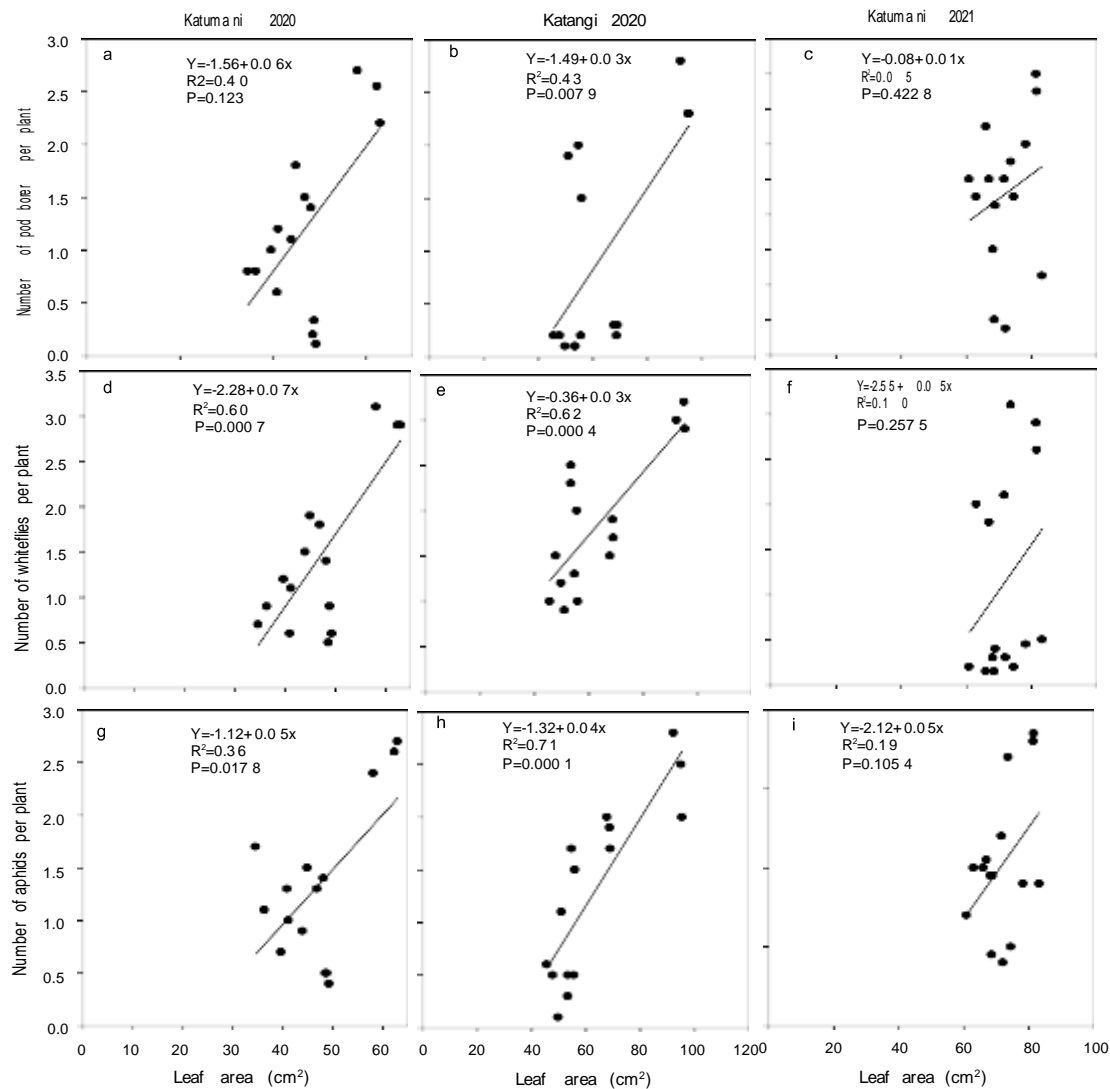 Katumani 2020
Katangi 2020
Katumani 2021
Number of pod borer per plant
3.0
2.5
2.0
1.5
1.0
0.5
0.0
a
Y=-1.56+0.06x
R2=0.40
P=0.123
b
Y=-1.49+0.03x
R²=0.43
P=0.0079
c
Y=-0.08+0.01x
R²=0.05
P=0.4228
Number of whiteflies per plant
3.5
3.0
2.5
2.0
1.5
1.0
0.5
0.0
d
Y=-2.28+0.07x
R²=0.60
P=0.0007
e
Y=-0.36+0.03x
R²=0.62
P=0.0004
f
Y=-2.55+0.05x
R²=0.10
P=0.2575
Number of aphids per plant
3.0
2.5
2.0
1.5
1.0
0.5
0.0
g
Y=-1.12+0.05x
R²=0.36
P=0.0178
h
Y=-1.32+0.04x
R²=0.71
P=0.0001
i
Y=-2.12+0.05x
R²=0.19
P=0.1054
0 10 20 30 40 50 60
0 20 40 60 80 100 120
0 20 40 60 80 100
Leaf area (cm²)
Leaf area (cm²)
Leaf area (cm²)